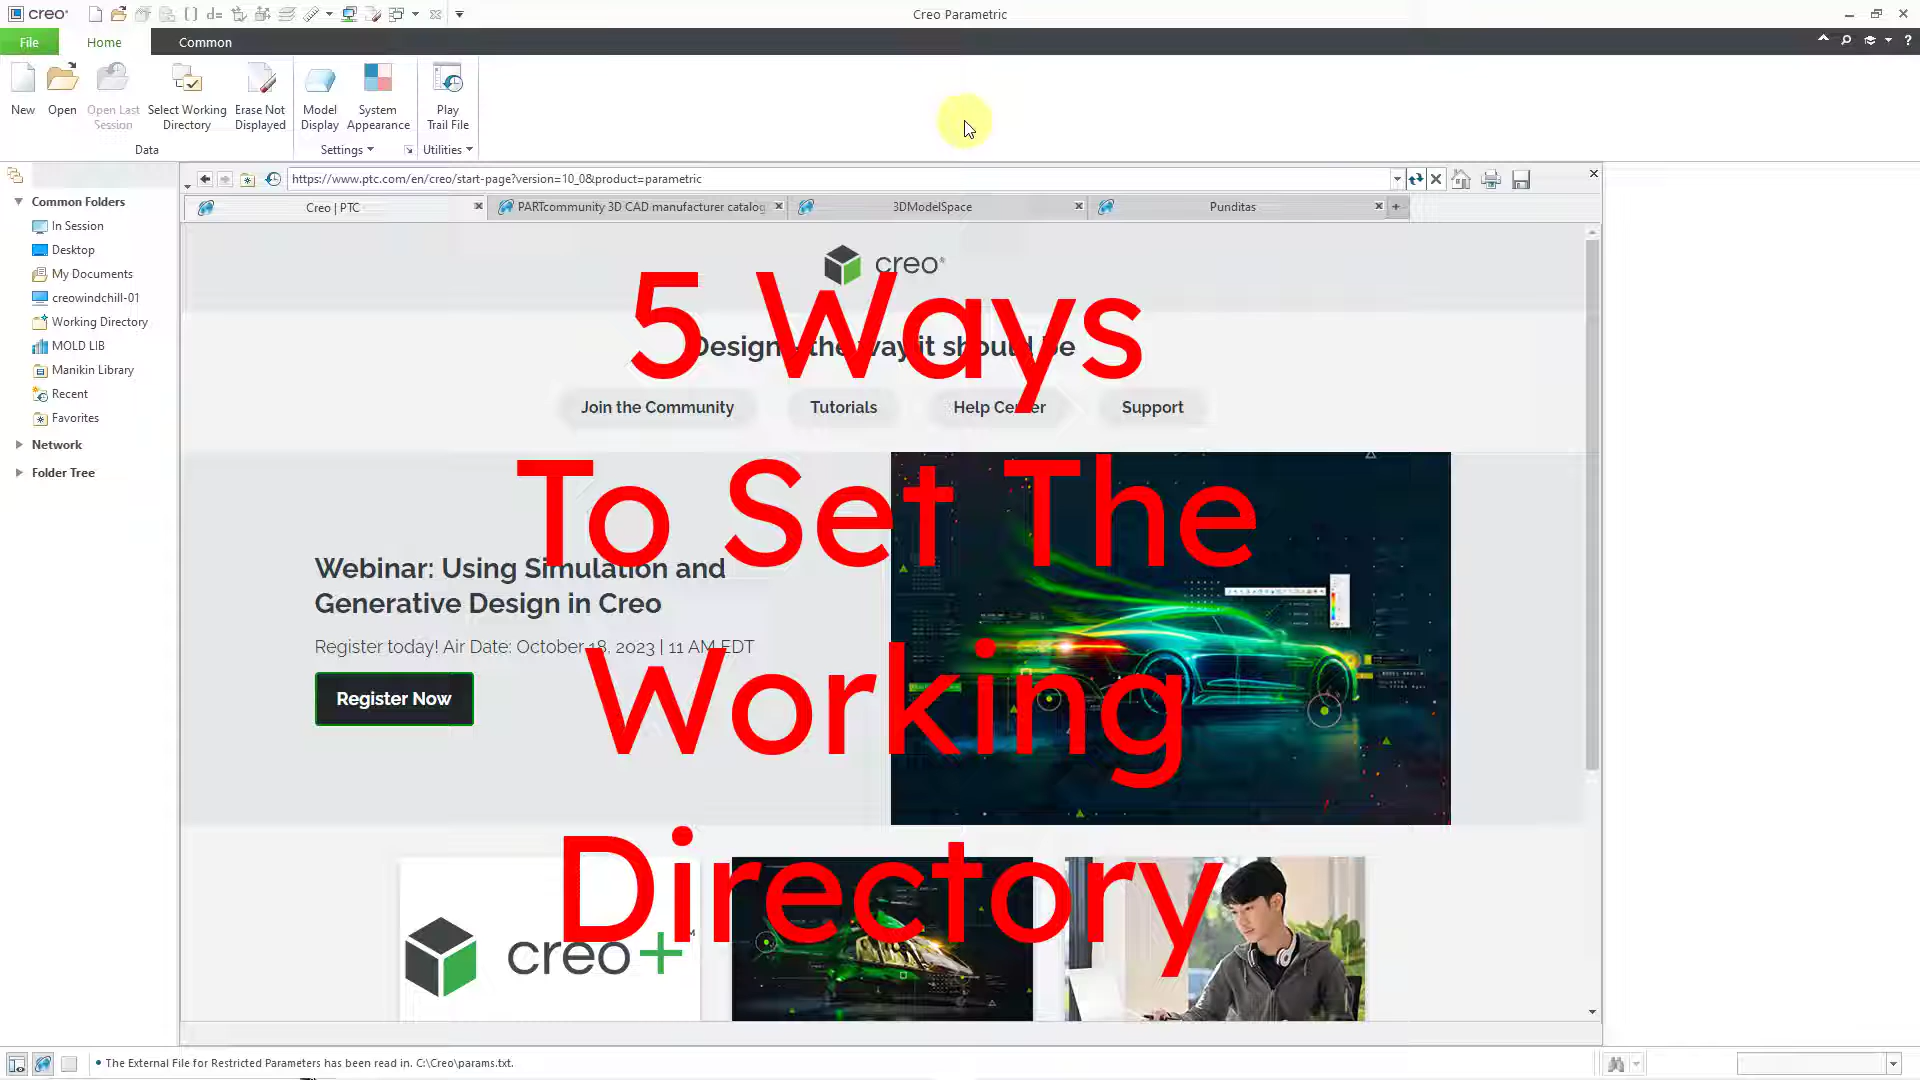 creo
Creo Parametric
File
Home
Common
New
Open
Open Last
Session
Select Working
Directory
Erase Not
Displayed
Model
Display
System
Appearance
Play
Trail File
Data
Settings
Utilities
https://www.ptc.com/en/creo/start-page?version=10_0&product=parametric
Creo | PTC
PARTcommunity 3D CAD manufacturer catalog
3DModelSpace
Punditas
Common Folders
In Session
Desktop
My Documents
creowindchill-01
Working Directory
MOLD LIB
Manikin Library
Recent
Favorites
Network
Folder Tree
creo
5 Ways
To Set The
Working
Directory
Join the Community
Tutorials
Help Center
Support
Webinar: Using Simulation and
Generative Design in Creo
Register today! Air Date: October 18, 2023 | 11 AM EDT
Register Now
creo+
The External File for Restricted Parameters has been read in. C:\Creo\params.txt.